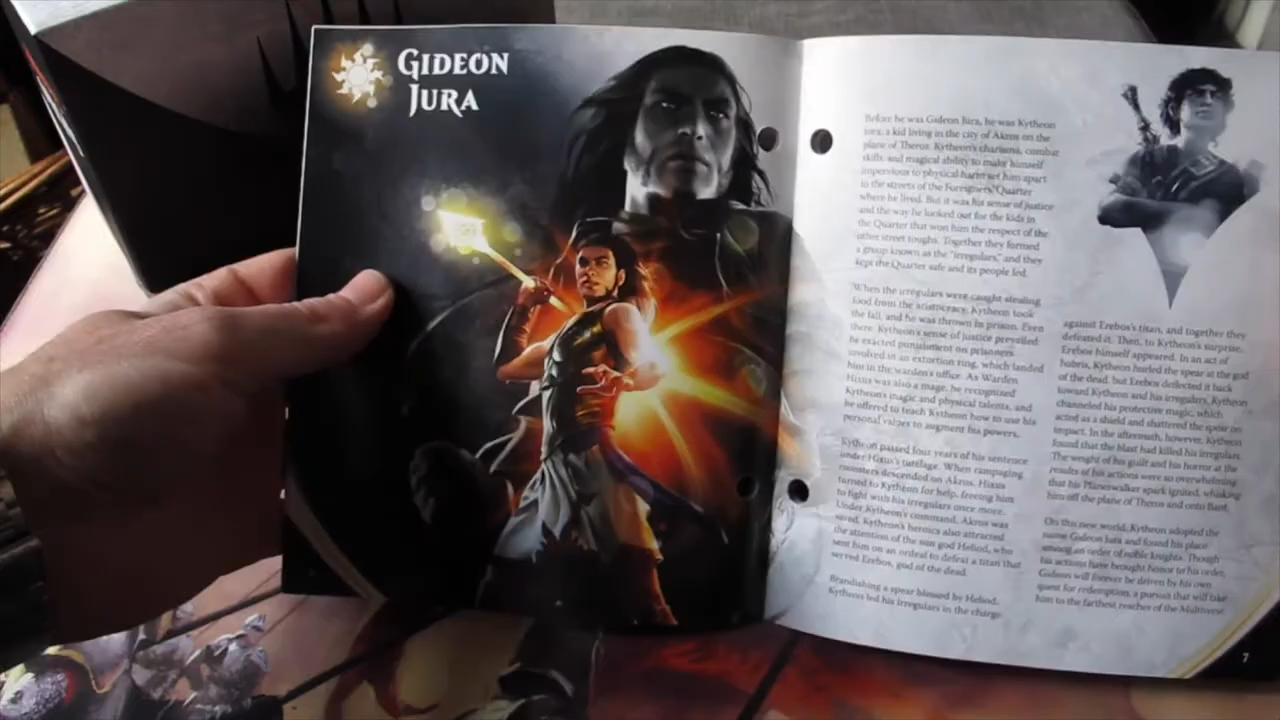 GIDEON
JURA
Before he was Gideon Jura, he was Kytheon
Iora, a kid living in the city of Akros on the
plane of Theros. Kytheon's charisma, combat
skills, and magical ability to make himself
impervious to physical harm set him apart
in the streets of the Foreigners' Quarter
where he lived. But it was his sense of justice
and the way he looked out for the kids in
the Quarter that won him the respect of the
other street toughs. Together they formed
a group known as the "irregulars," and they
kept the Quarter safe and its people fed.
When the irregulars were caught stealing
food from the aristocracy, Kytheon took
the fall, and he was thrown in prison. Even
there, Kytheon's sense of justice prevailed:
he exacted punishment on prisoners
involved in an extortion ring, which landed
him in the warden's office. As Warden
Hixus was also a mage, he recognized
Kytheon's magic and physical talents, and
he offered to teach Kytheon how to use his
personal values to augment his powers.
Kytheon passed four years of his sentence
under Hixus's tutelage. When rampaging
monsters descended on Akros, Hixus
turned to Kytheon for help, freeing him
to fight with his irregulars once more.
Under Kytheon's command, Akros was
saved. Kytheon's heroics also attracted
the attention of the sun god Heliod, who
sent him on an ordeal to defeat a titan that
served Erebos, god of the dead.
Brandishing a spear blessed by Heliod,
Kytheon led his irregulars in the charge
against Erebos's titan, and together they
defeated it. Then, to Kytheon's surprise,
Erebos himself appeared. In an act of
hubris, Kytheon hurled the spear at the god
of the dead, but Erebos deflected it back
toward Kytheon and his irregulars. Kytheon
channeled his protective magic, which
acted as a shield and shattered the spear on
impact. In the aftermath, however, Kytheon
found that the blast had killed his irregulars.
The weight of his guilt and his horror at the
results of his actions were so overwhelming
that his Planeswalker spark ignited, whisking
him off the plane of Theros and onto Bant.
On this new world, Kytheon adopted the
name Gideon Jura and found his place
among an order of noble knights. Though
his actions have brought honor to his order,
Gideon will forever be driven by his own
quest for redemption, a pursuit that will take
him to the farthest reaches of the Multiverse.
7